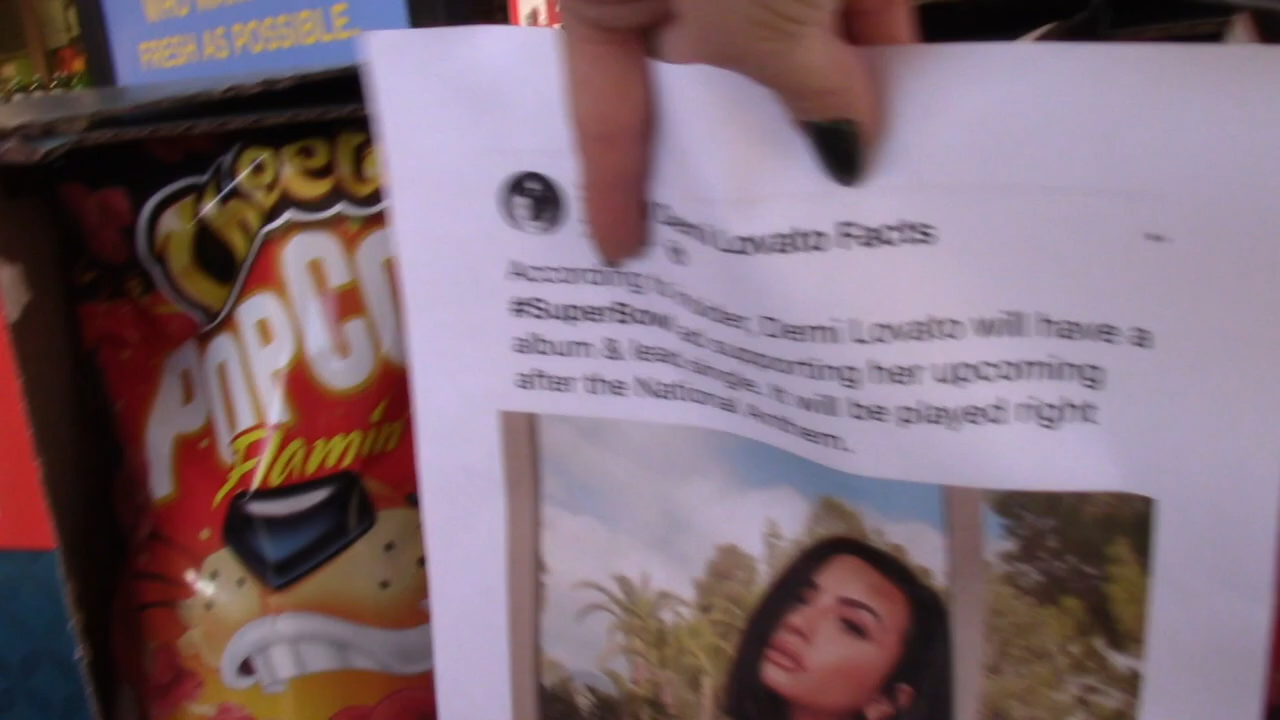 FRESH AS POSSIBLE.
Cheeto
POPCO
Flamin'
Demi Lovato Facts
According to insider, Demi Lovato will have a
#SuperBowl ad supporting her upcoming
album & lead single. It will be played right
after the National Anthem.